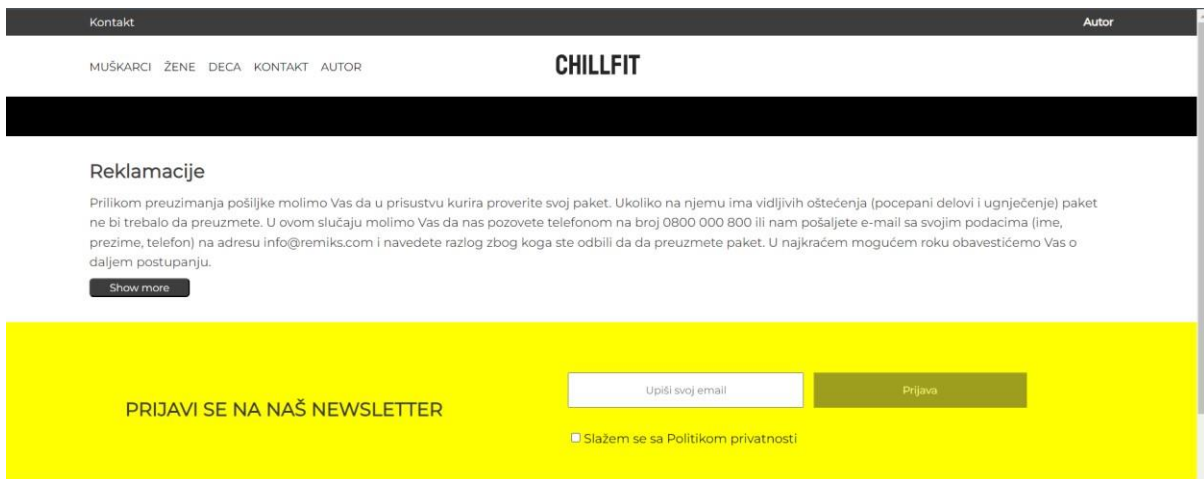 Kontakt
Autor
MUŠKARCI ŽENE DECA KONTAKT AUTOR
CHILLFIT
Reklamacije
Prilikom preuzimanja pošiljke molimo Vas da u prisustvu kurira proverite svoj paket. Ukoliko na njemu ima vidljivih oštećenja (pocepani delovi i ugnječenje) paket
ne bi trebalo da preuzmete. U ovom slučaju molimo Vas da nas pozovete telefonom na broj 0800 000 800 ili nam pošaljete e-mail sa svojim podacima (ime,
prezime, telefon) na adresu info@remiks.com i navedete razlog zbog koga ste odbili da da preuzmete paket. U najkraćem mogućem roku obavestićemo Vas o
daljem postupanju.
Show more
PRIJAVI SE NA NAŠ NEWSLETTER
Upiši svoj email
Prijava
Slažem se sa Politikom privatnosti